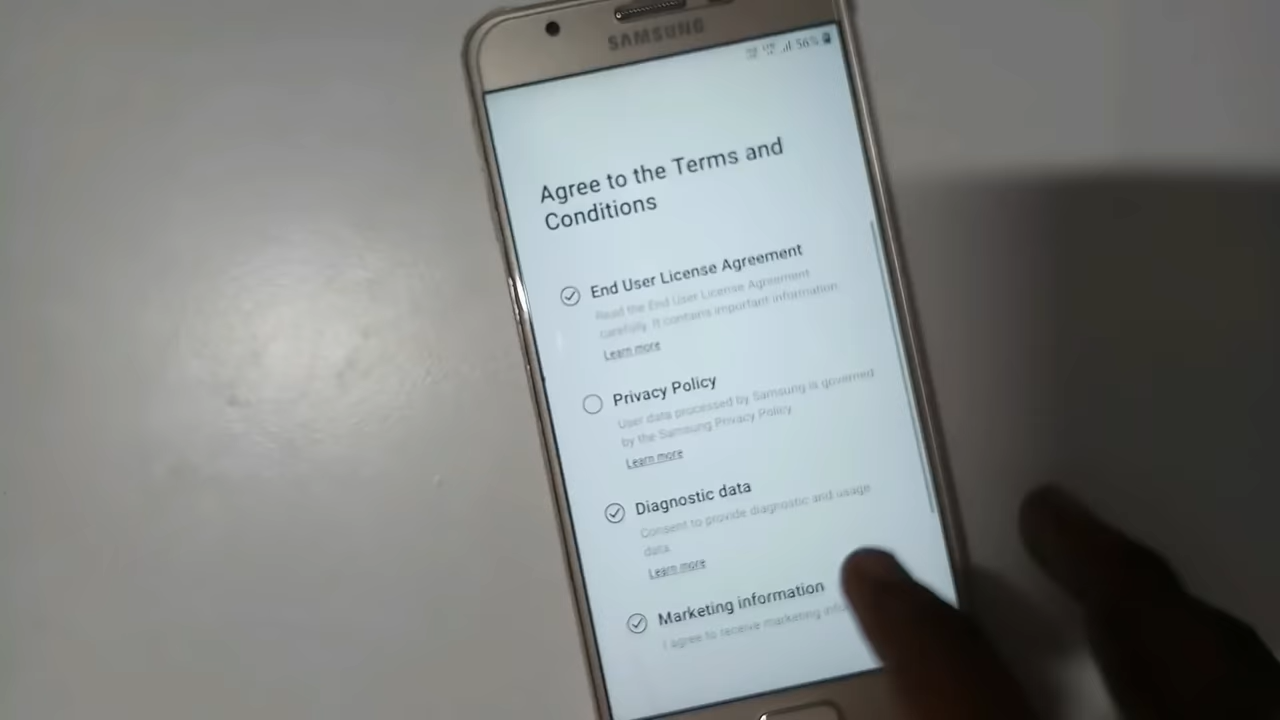 SAMSUNG
56%
Agree to the Terms and
Conditions
End User License Agreement
Read the End User License Agreement
carefully. It contains important information.
Learn more
Privacy Policy
User data processed by Samsung is governed
by the Samsung Privacy Policy.
Learn more
Diagnostic data
Consent to provide diagnostic and usage
data.
Learn more
Marketing information
I agree to receive marketing